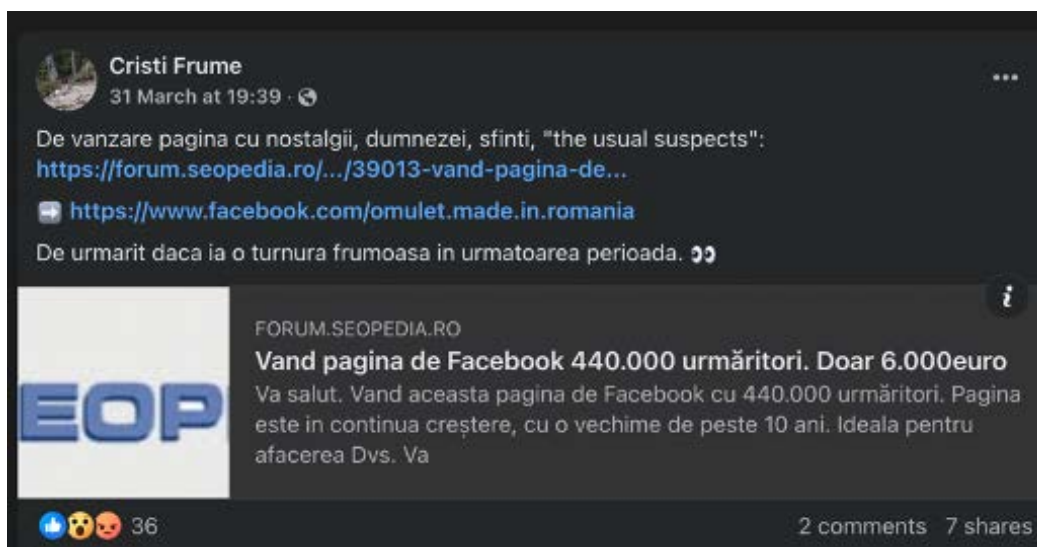 Cristi Frume
31 March at 19:39 ·
De vanzare pagina cu nostalgii, dumnezei, sfinti, "the usual suspects":
https://forum.seopedia.ro/.../39013-vand-pagina-de...
➡️ https://www.facebook.com/omulet.made.in.romania
De urmarit daca ia o turnura frumoasa in urmatoarea perioada. 👀
EOP
FORUM.SEOPEDIA.RO
Vand pagina de Facebook 440.000 urmăritori. Doar 6.000euro
Va salut. Vand aceasta pagina de Facebook cu 440.000 urmăritori. Pagina
este in continua creștere, cu o vechime de peste 10 ani. Ideala pentru
afacerea Dvs. Va
36
2 comments 7 shares